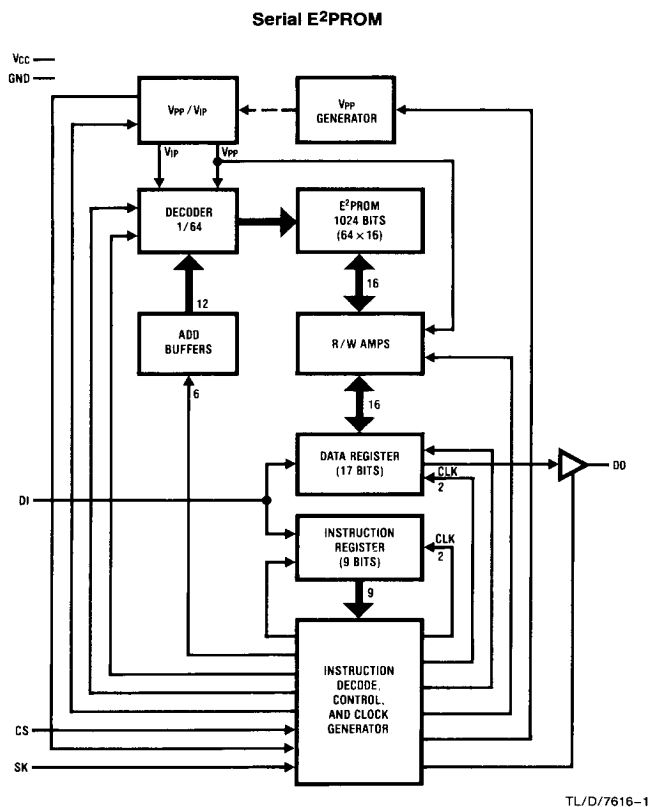 Serial E²PROM
VCC
GND
VPP / VIP
VPP
GENERATOR
VIP
VPP
DECODER
1/64
E²PROM
1024 BITS
(64 × 16)
12
16
ADD
BUFFERS
R/W AMPS
6
16
DATA REGISTER
(17 BITS)
CLK
2
DO
DI
INSTRUCTION
REGISTER
(9 BITS)
CLK
2
9
INSTRUCTION
DECODE,
CONTROL,
AND CLOCK
GENERATOR
CS
SK
TL/D/7616–1